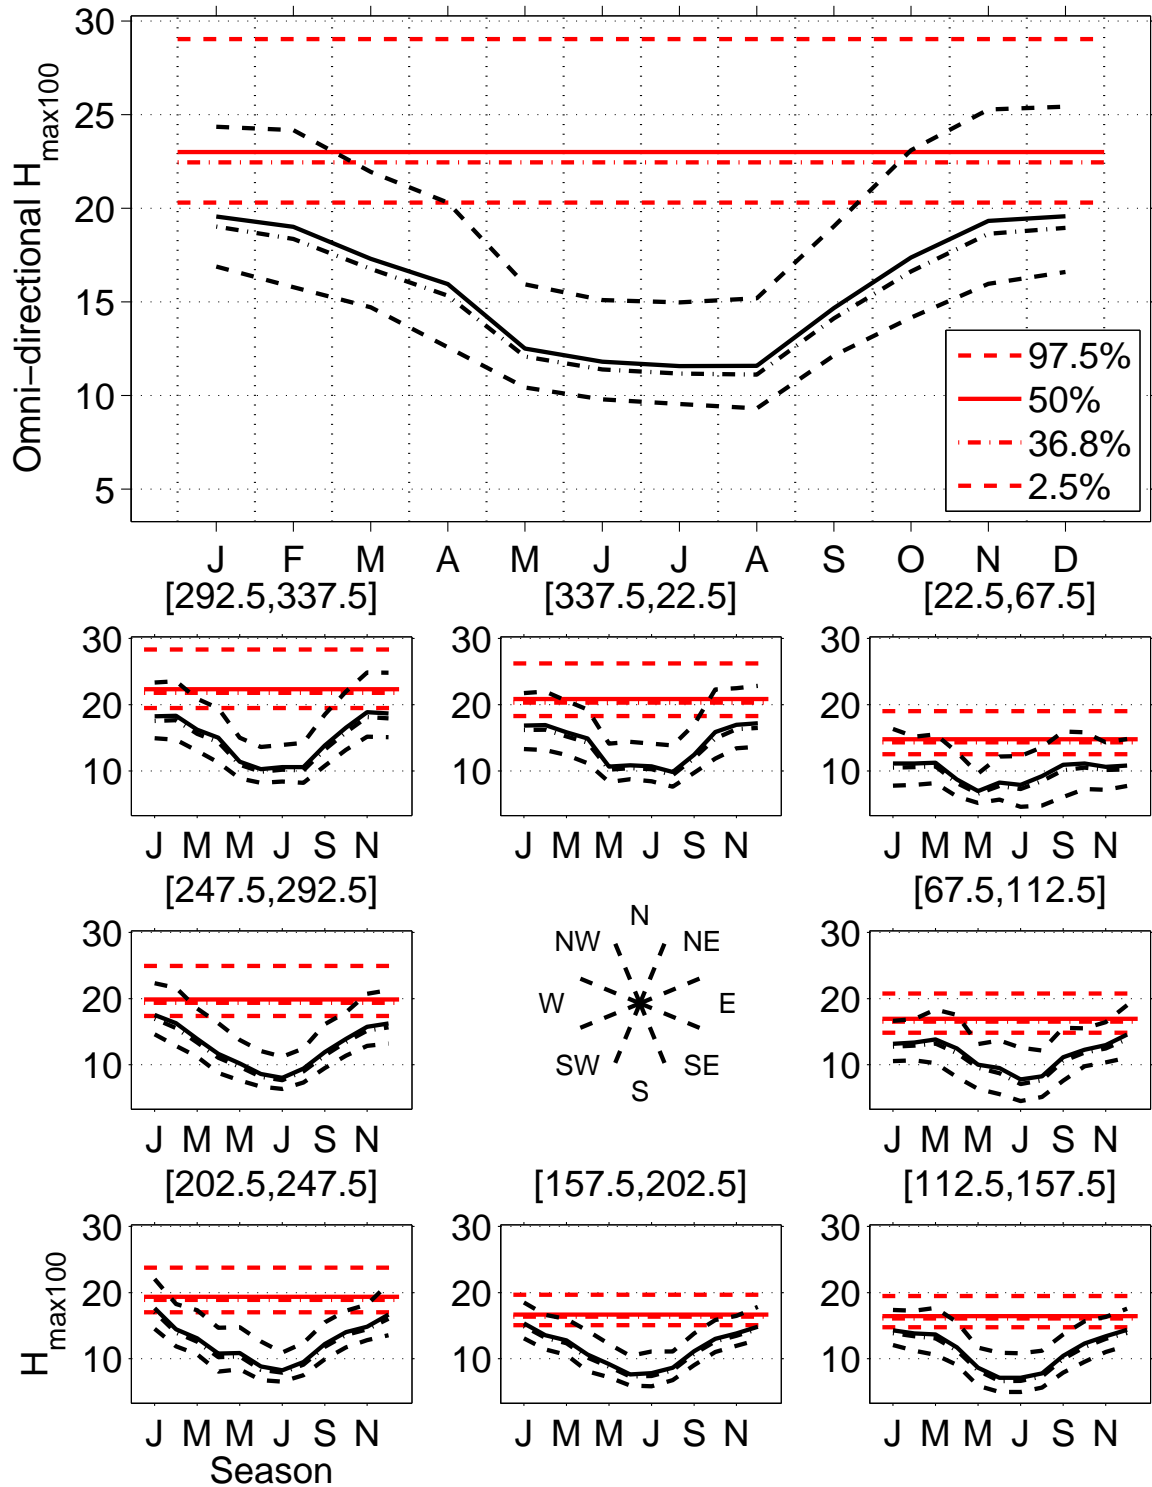 Omni-directional H_max100
30
25
20
15
10
5
97.5%
50%
36.8%
2.5%
J F M A M J J A S O N D
[292.5,337.5] [337.5,22.5] [22.5,67.5]
30 30 30
20 20 20
10 10 10
J M M J S N J M M J S N J M M J S N
[247.5,292.5] [67.5,112.5]
30 30
20 20
10 10
N
NW NE
W E
SW SE
S
J M M J S N J M M J S N
[202.5,247.5] [157.5,202.5] [112.5,157.5]
H_max100
30 30 30
20 20 20
10 10 10
J M M J S N J M M J S N J M M J S N
Season